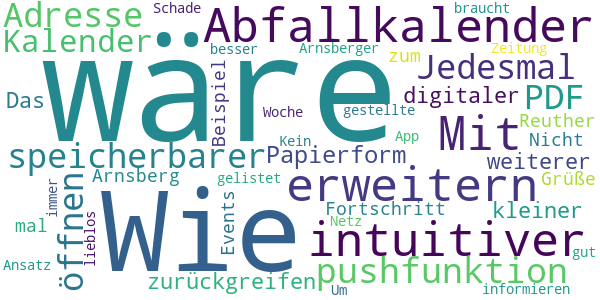 Adresse Schade Abfallkalender braucht
Kalender besser Arnsberger zum Zeitung
wäre Jedesmal
Das Beispiel Woche gestellte digitaler PDF
Kein App Mit Reuther
speicherbarer Papierform Nicht
weiterer
öffnen Arnsberg gelistet erweitern Grüße
immer lieblos Wie Events Fortschritt kleiner
mal Netz intuitiver
Ansatz gut
zurückgreifen pushfunktion
Um informieren